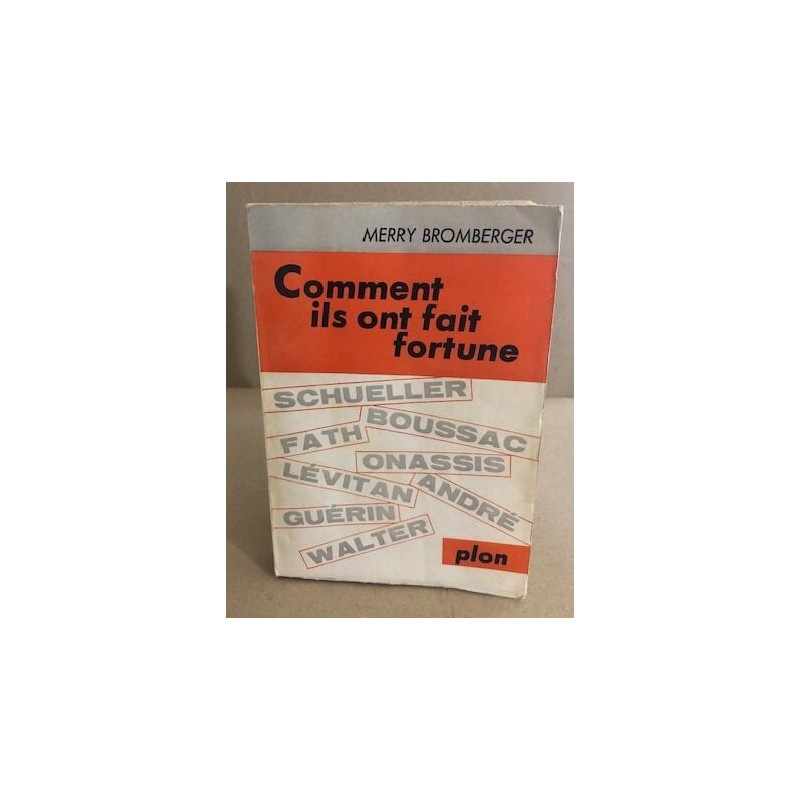 MERRY BROMBERGER
Comment
ils ont fait
fortune
SCHUELLER
BOUSSAC
FATH
ONASSIS
LÉVITAN
ANDRÉ
GUÉRIN
WALTER
plon